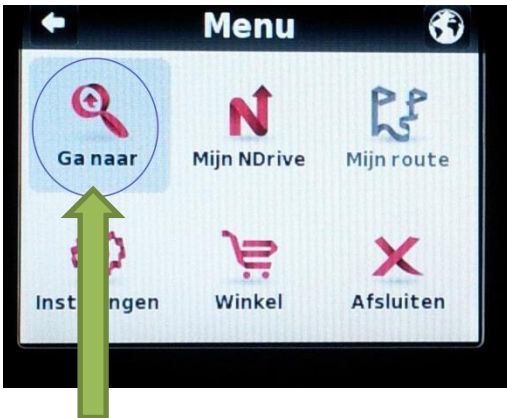 Menu
Ga naar
Mijn NDrive
Mijn route
Winkel
Afsluiten